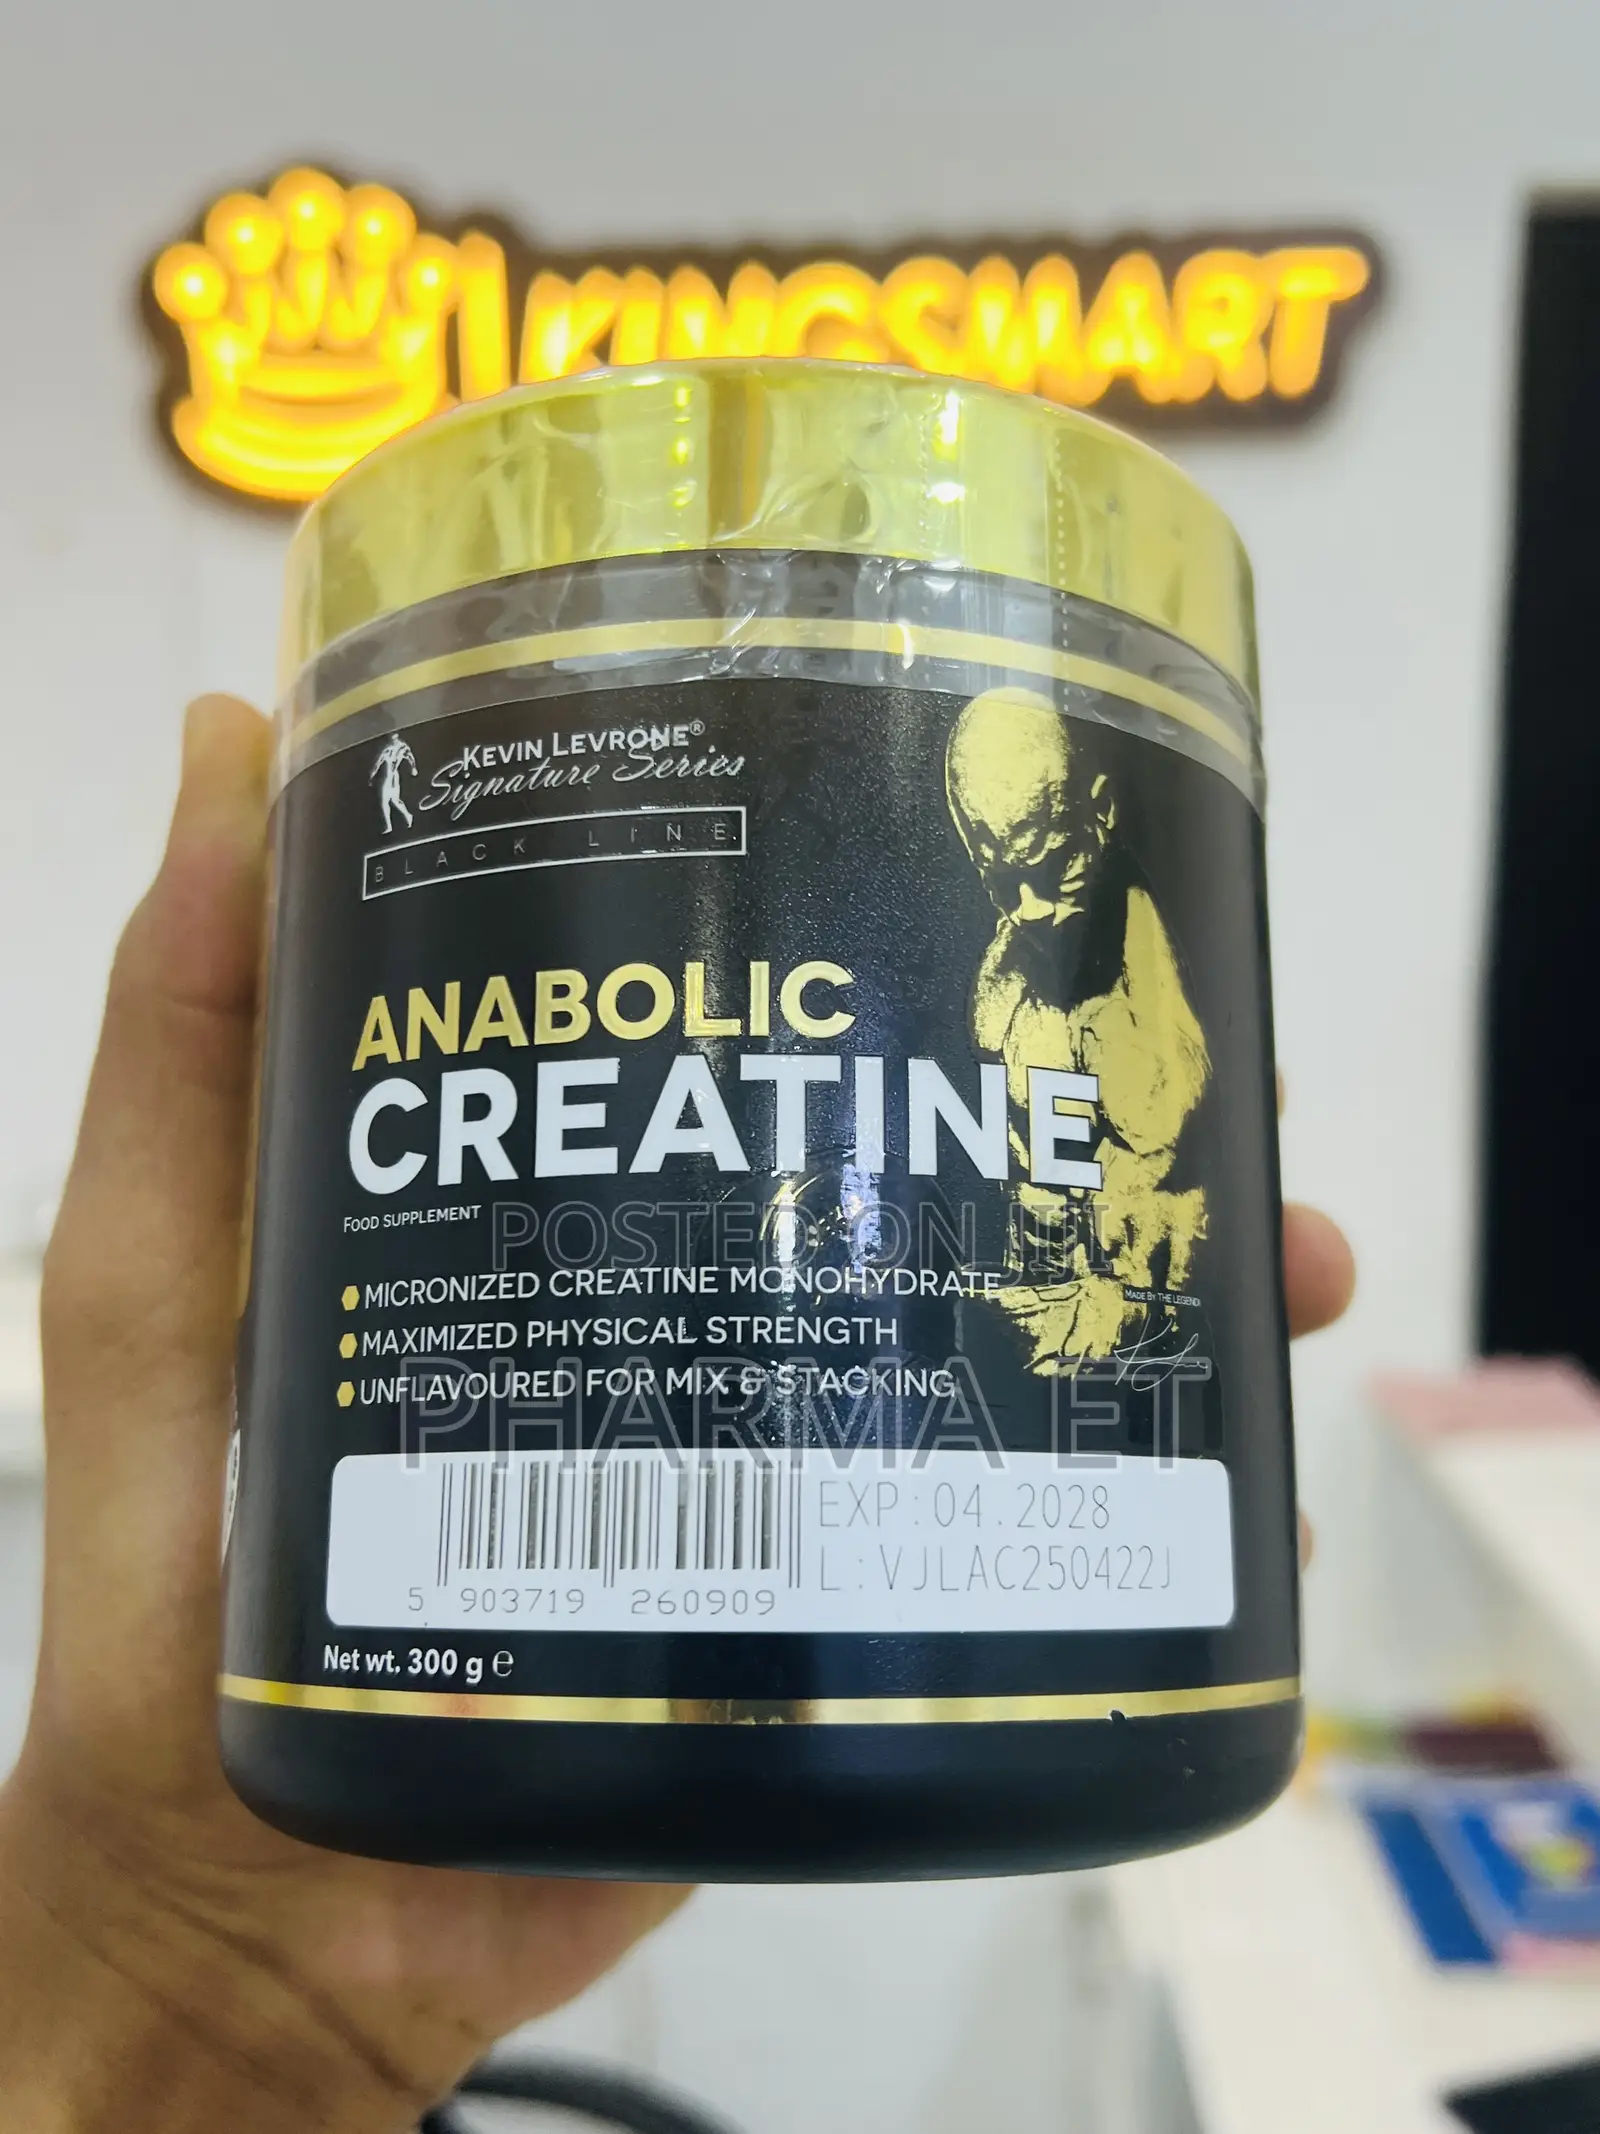 KINGSMART
KEVIN LEVRONE®
Signature Series
BLACK LINE
ANABOLIC
CREATINE
FOOD SUPPLEMENT
POSTED ON JIJI
MICRONIZED CREATINE MONOHYDRATE
MADE BY THE LEGEND!
MAXIMIZED PHYSICAL STRENGTH
UNFLAVOURED FOR MIX & STACKING
PHARMA ET
EXP:04.2028
L:VJLAC250422J
5 903719 260909
Net wt. 300 g ℮